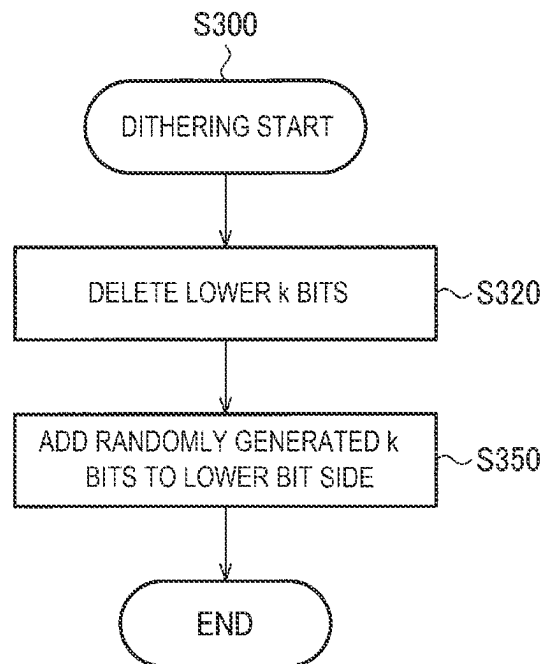 S300
DITHERING START
DELETE LOWER k BITS
S320
ADD RANDOMLY GENERATED k
BITS TO LOWER BIT SIDE
S350
END